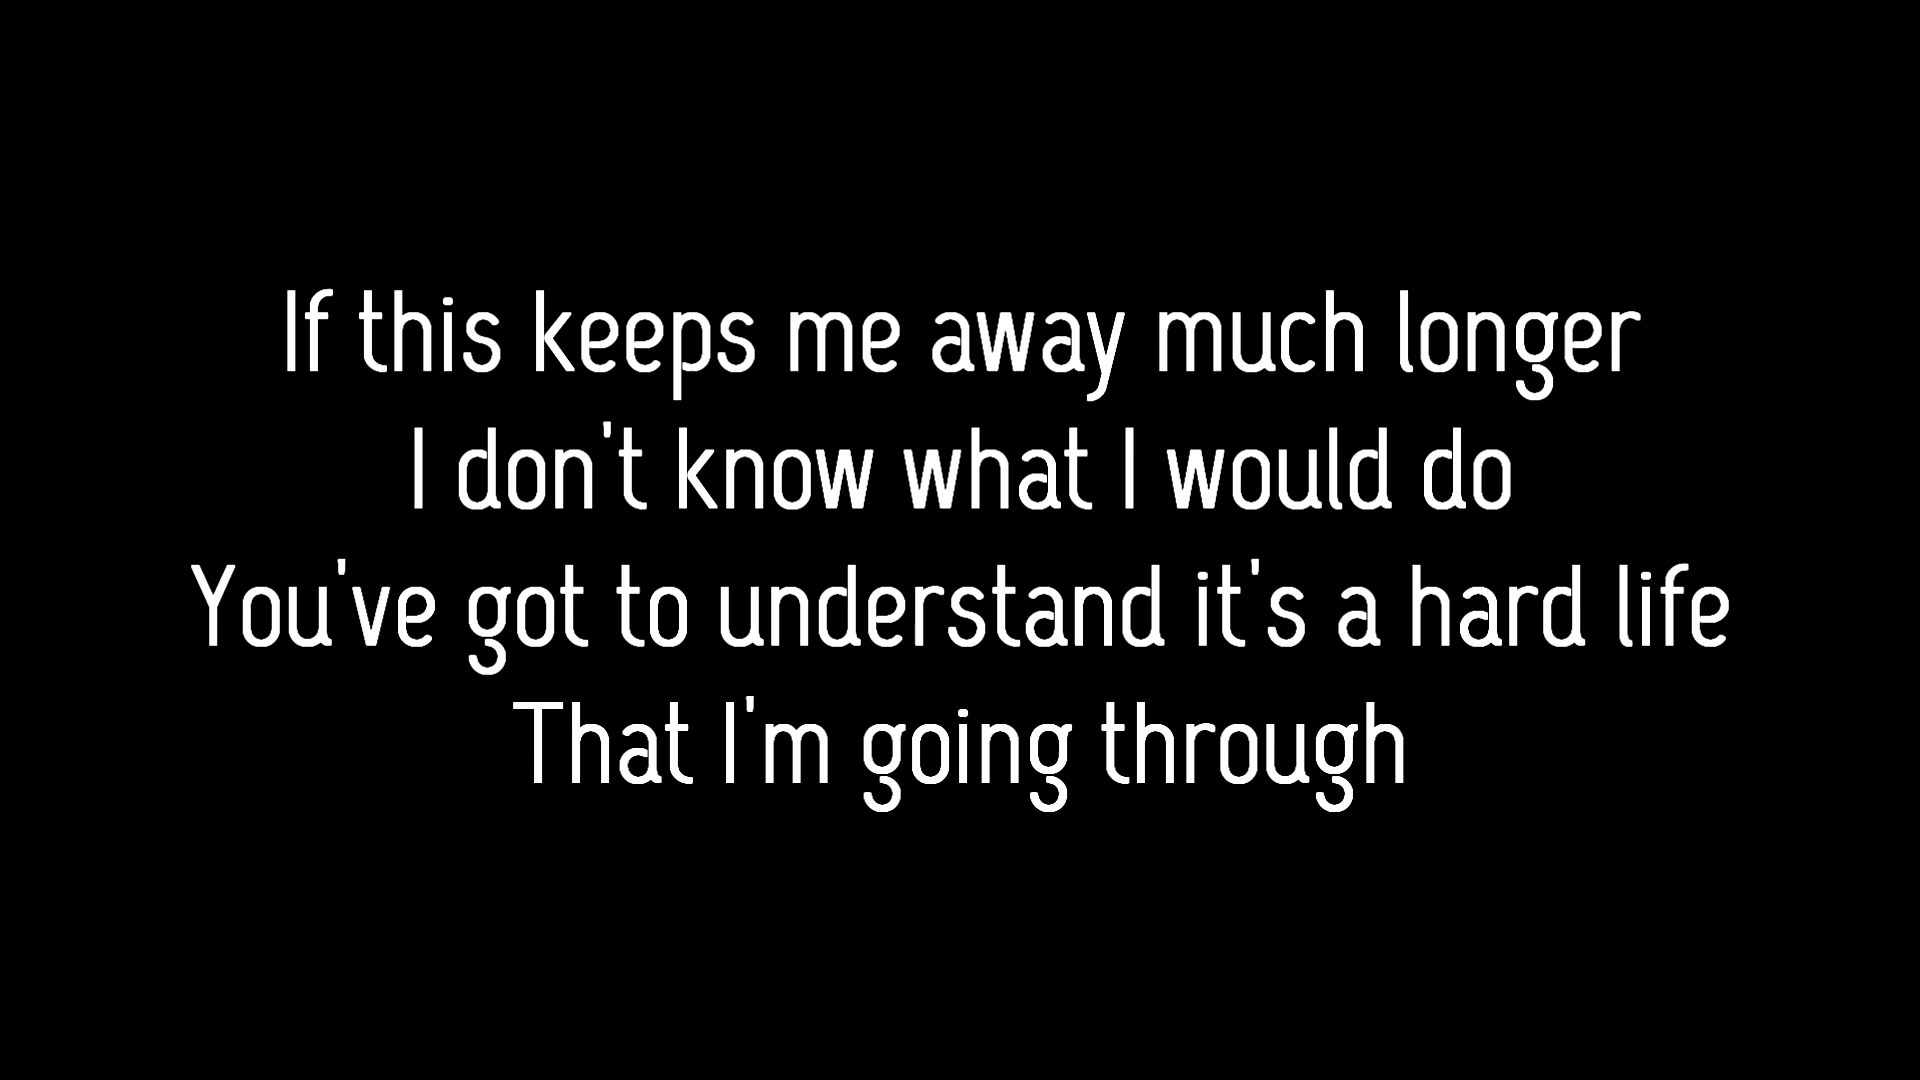 If this keeps me away much longer
I don't know what I would do
You've got to understand it's a hard life
That I'm going through